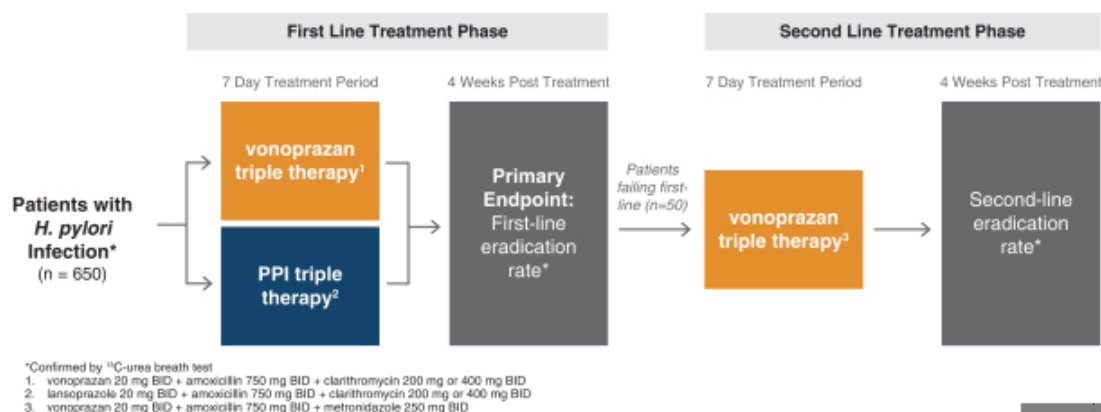 First Line Treatment Phase
Second Line Treatment Phase
7 Day Treatment Period
4 Weeks Post Treatment
7 Day Treatment Period
4 Weeks Post Treatment
Patients with
H. pylori
Infection*
(n = 650)
vonoprazan
triple therapy¹
PPI triple
therapy²
Primary
Endpoint:
First-line
eradication
rate*
Patients
failing first-
line (n=50)
vonoprazan
triple therapy³
Second-line
eradication
rate*
*Confirmed by ¹³C-urea breath test
1. vonoprazan 20 mg BID + amoxicillin 750 mg BID + clarithromycin 200 mg or 400 mg BID
2. lansoprazole 20 mg BID + amoxicillin 750 mg BID + clarithromycin 200 mg or 400 mg BID
3. vonoprazan 20 mg BID + amoxicillin 750 mg BID + metronidazole 250 mg BID